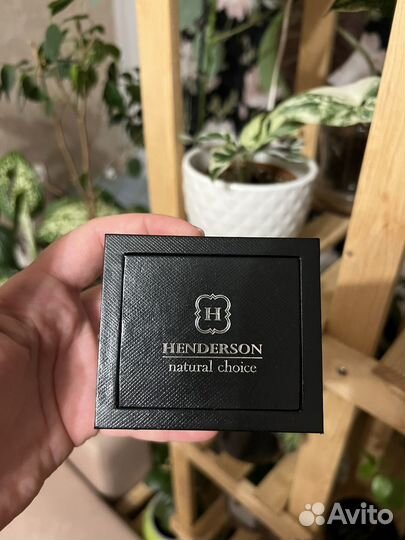 H
HENDERSON
natural choice
Avito